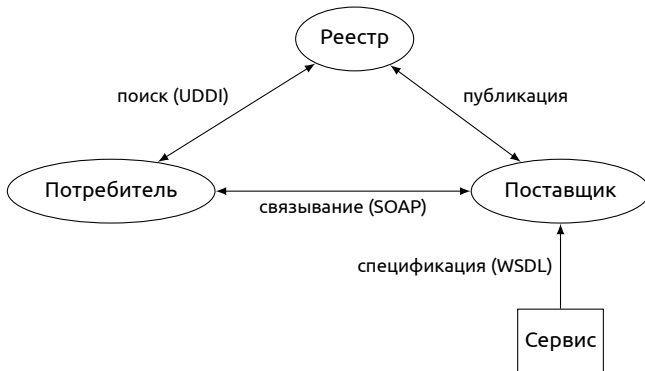 Реестр
поиск (UDDI)
публикация
Потребитель
Поставщик
связывание (SOAP)
спецификация (WSDL)
Сервис